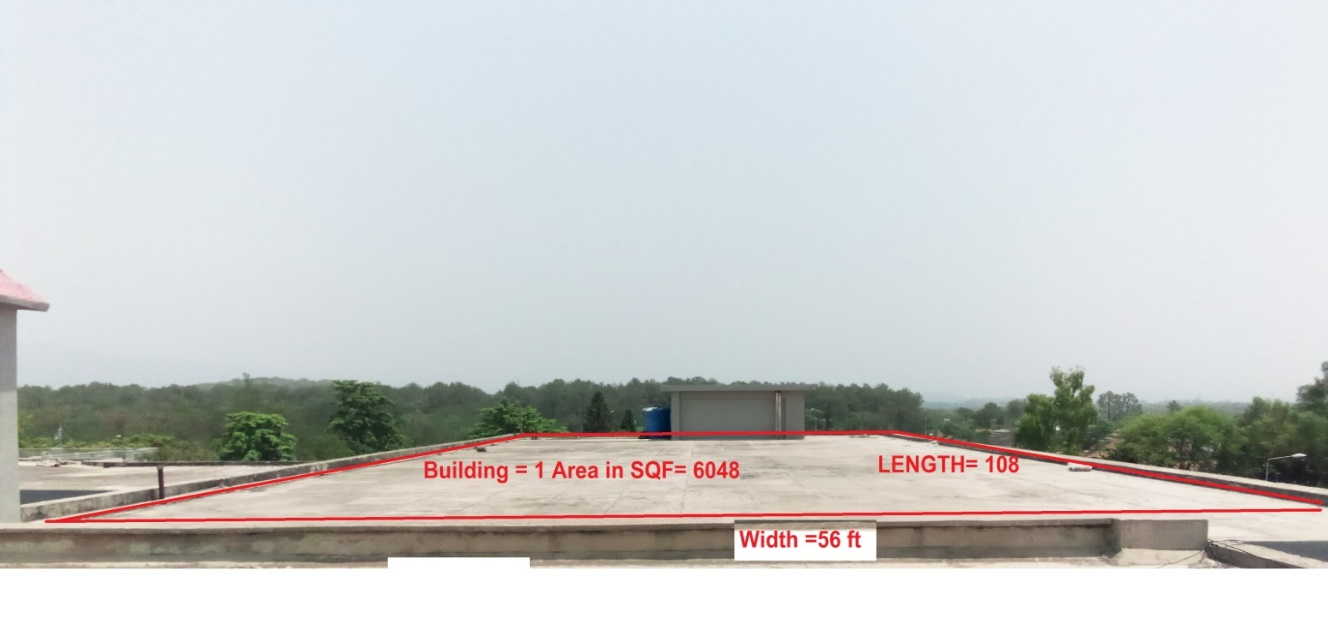 Building = 1 Area in SQF= 6048
LENGTH= 108
Width =56 ft